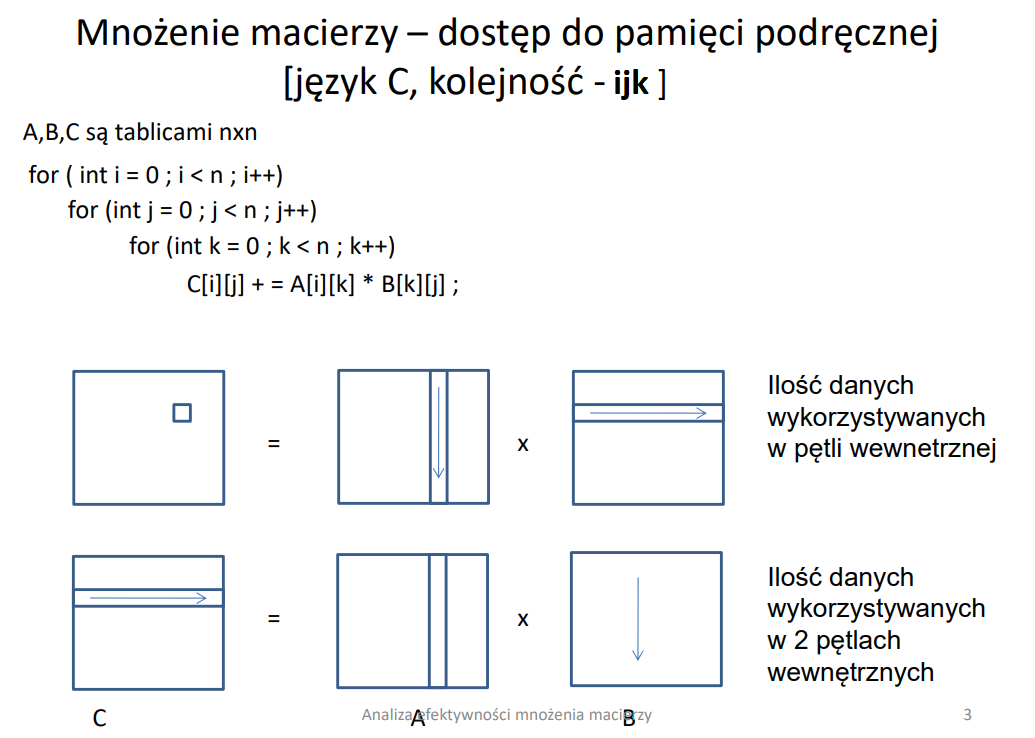 Mnożenie macierzy – dostęp do pamięci podręcznej
[język C, kolejność - ijk ]
A,B,C są tablicami nxn
for ( int i = 0 ; i < n ; i++)
for (int j = 0 ; j < n ; j++)
for (int k = 0 ; k < n ; k++)
C[i][j] + = A[i][k] * B[k][j] ;
= x
Ilość danych
wykorzystywanych
w pętli wewnetrznej
= x
Ilość danych
wykorzystywanych
w 2 pętlach
wewnętrznych
C A B
Analiza efektywności mnożenia macierzy 3